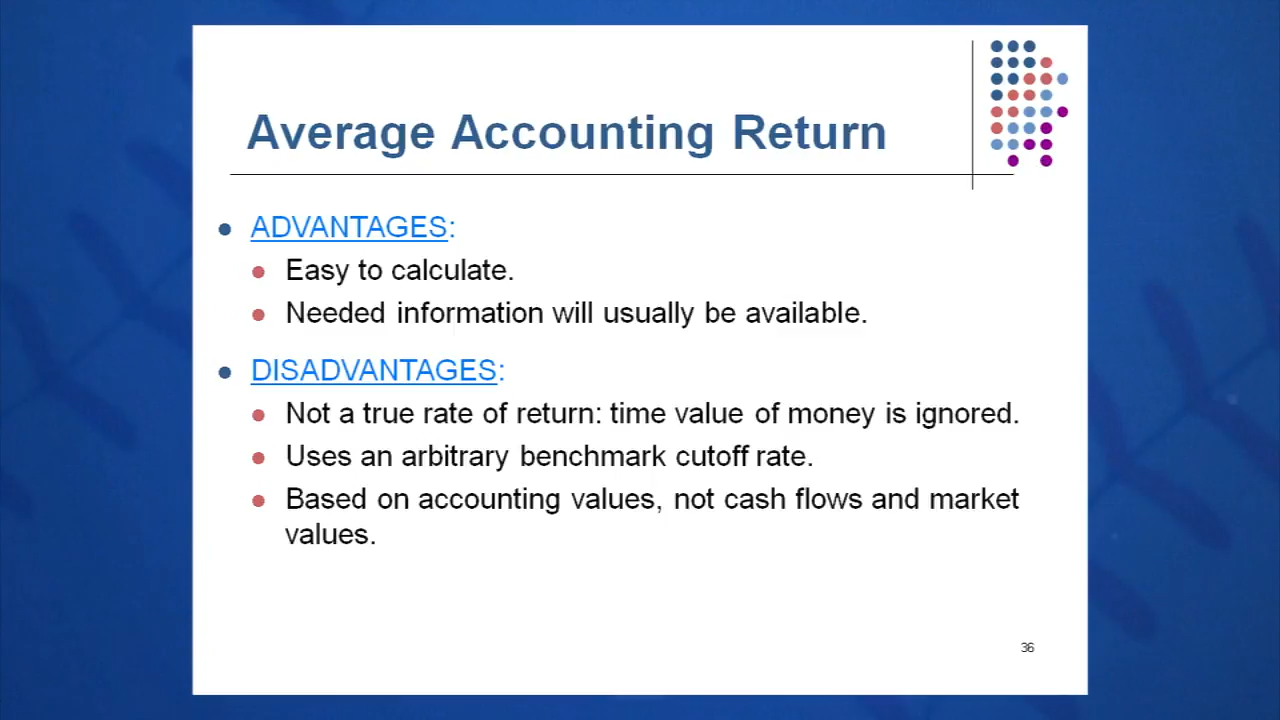 Average Accounting Return
ADVANTAGES:
Easy to calculate.
Needed information will usually be available.
DISADVANTAGES:
Not a true rate of return: time value of money is ignored.
Uses an arbitrary benchmark cutoff rate.
Based on accounting values, not cash flows and market
values.
36